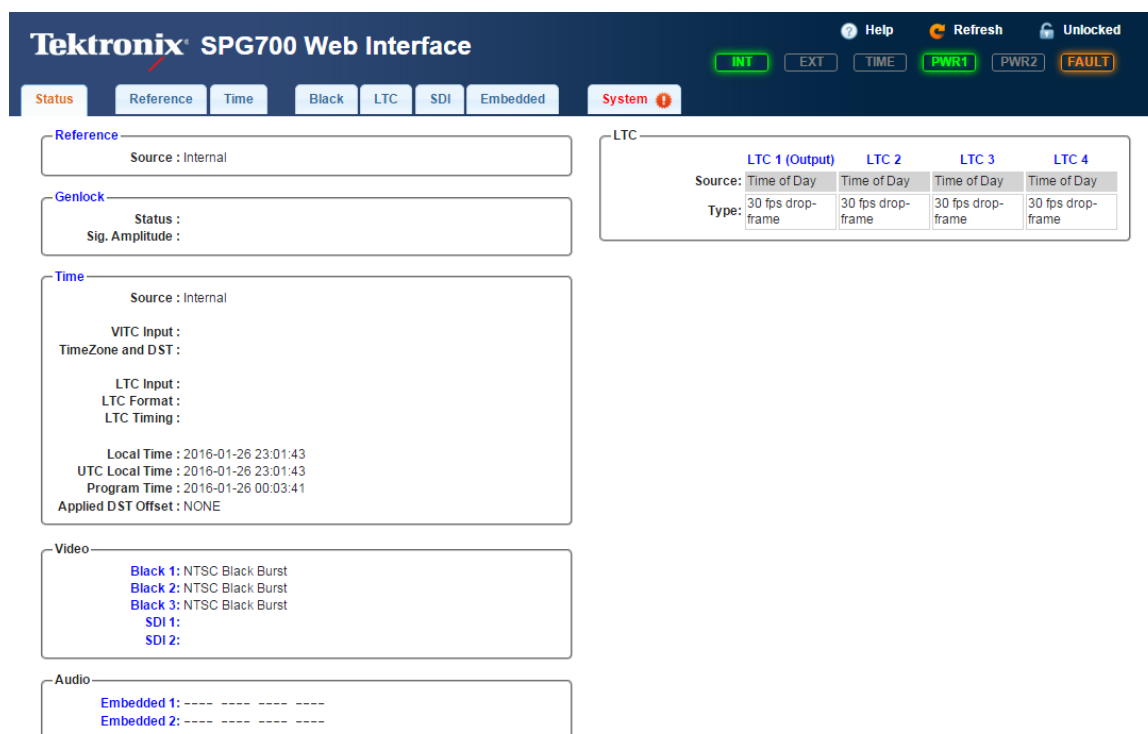 Tektronix SPG700 Web Interface
Help Refresh Unlocked
INT EXT TIME PWR1 PWR2 FAULT
Status Reference Time Black LTC SDI Embedded System
Reference
Source : Internal
Genlock
Status :
Sig. Amplitude :
Time
Source : Internal
VITC Input :
TimeZone and DST :
LTC Input :
LTC Format :
LTC Timing :
Local Time : 2016-01-26 23:01:43
UTC Local Time : 2016-01-26 23:01:43
Program Time : 2016-01-26 00:03:41
Applied DST Offset : NONE
Video
Black 1: NTSC Black Burst
Black 2: NTSC Black Burst
Black 3: NTSC Black Burst
SDI 1:
SDI 2:
Audio
Embedded 1: ---- ---- ---- ----
Embedded 2: ---- ---- ---- ----
LTC
LTC 1 (Output) LTC 2 LTC 3 LTC 4
Source: Time of Day Time of Day Time of Day Time of Day
Type: 30 fps drop-frame 30 fps drop-frame 30 fps drop-frame 30 fps drop-frame